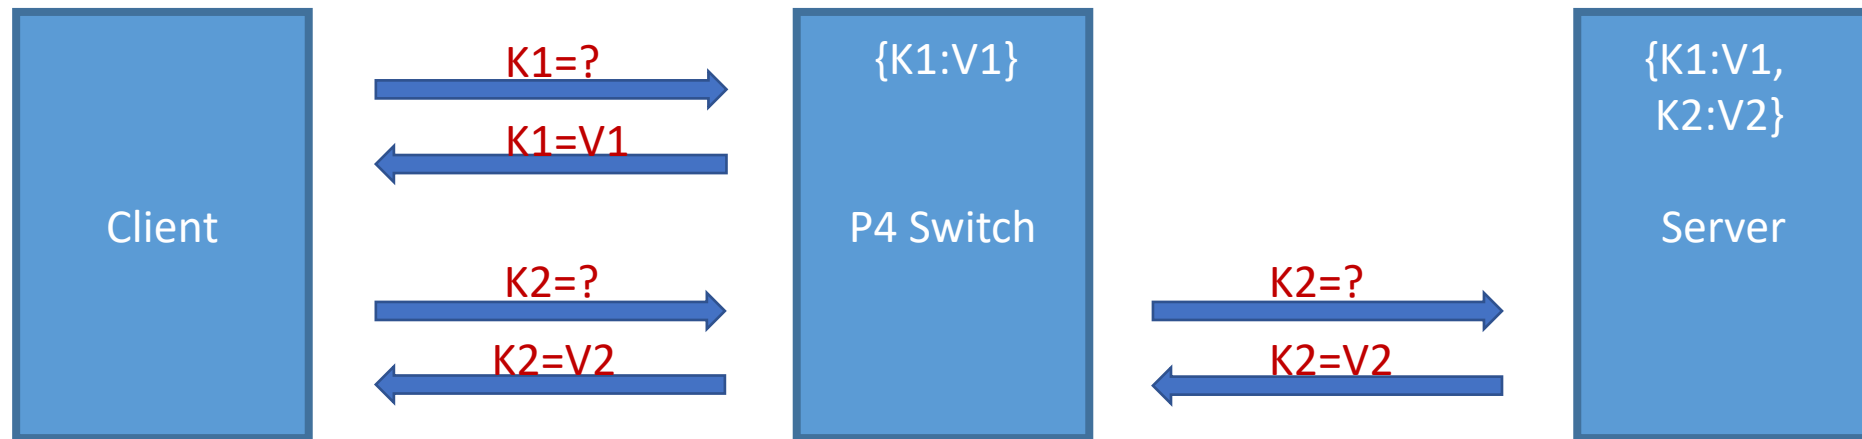 K1=?
{K1:V1}
{K1:V1,
K2:V2}
K1=V1
Client
P4 Switch
Server
K2=?
K2=?
K2=V2
K2=V2